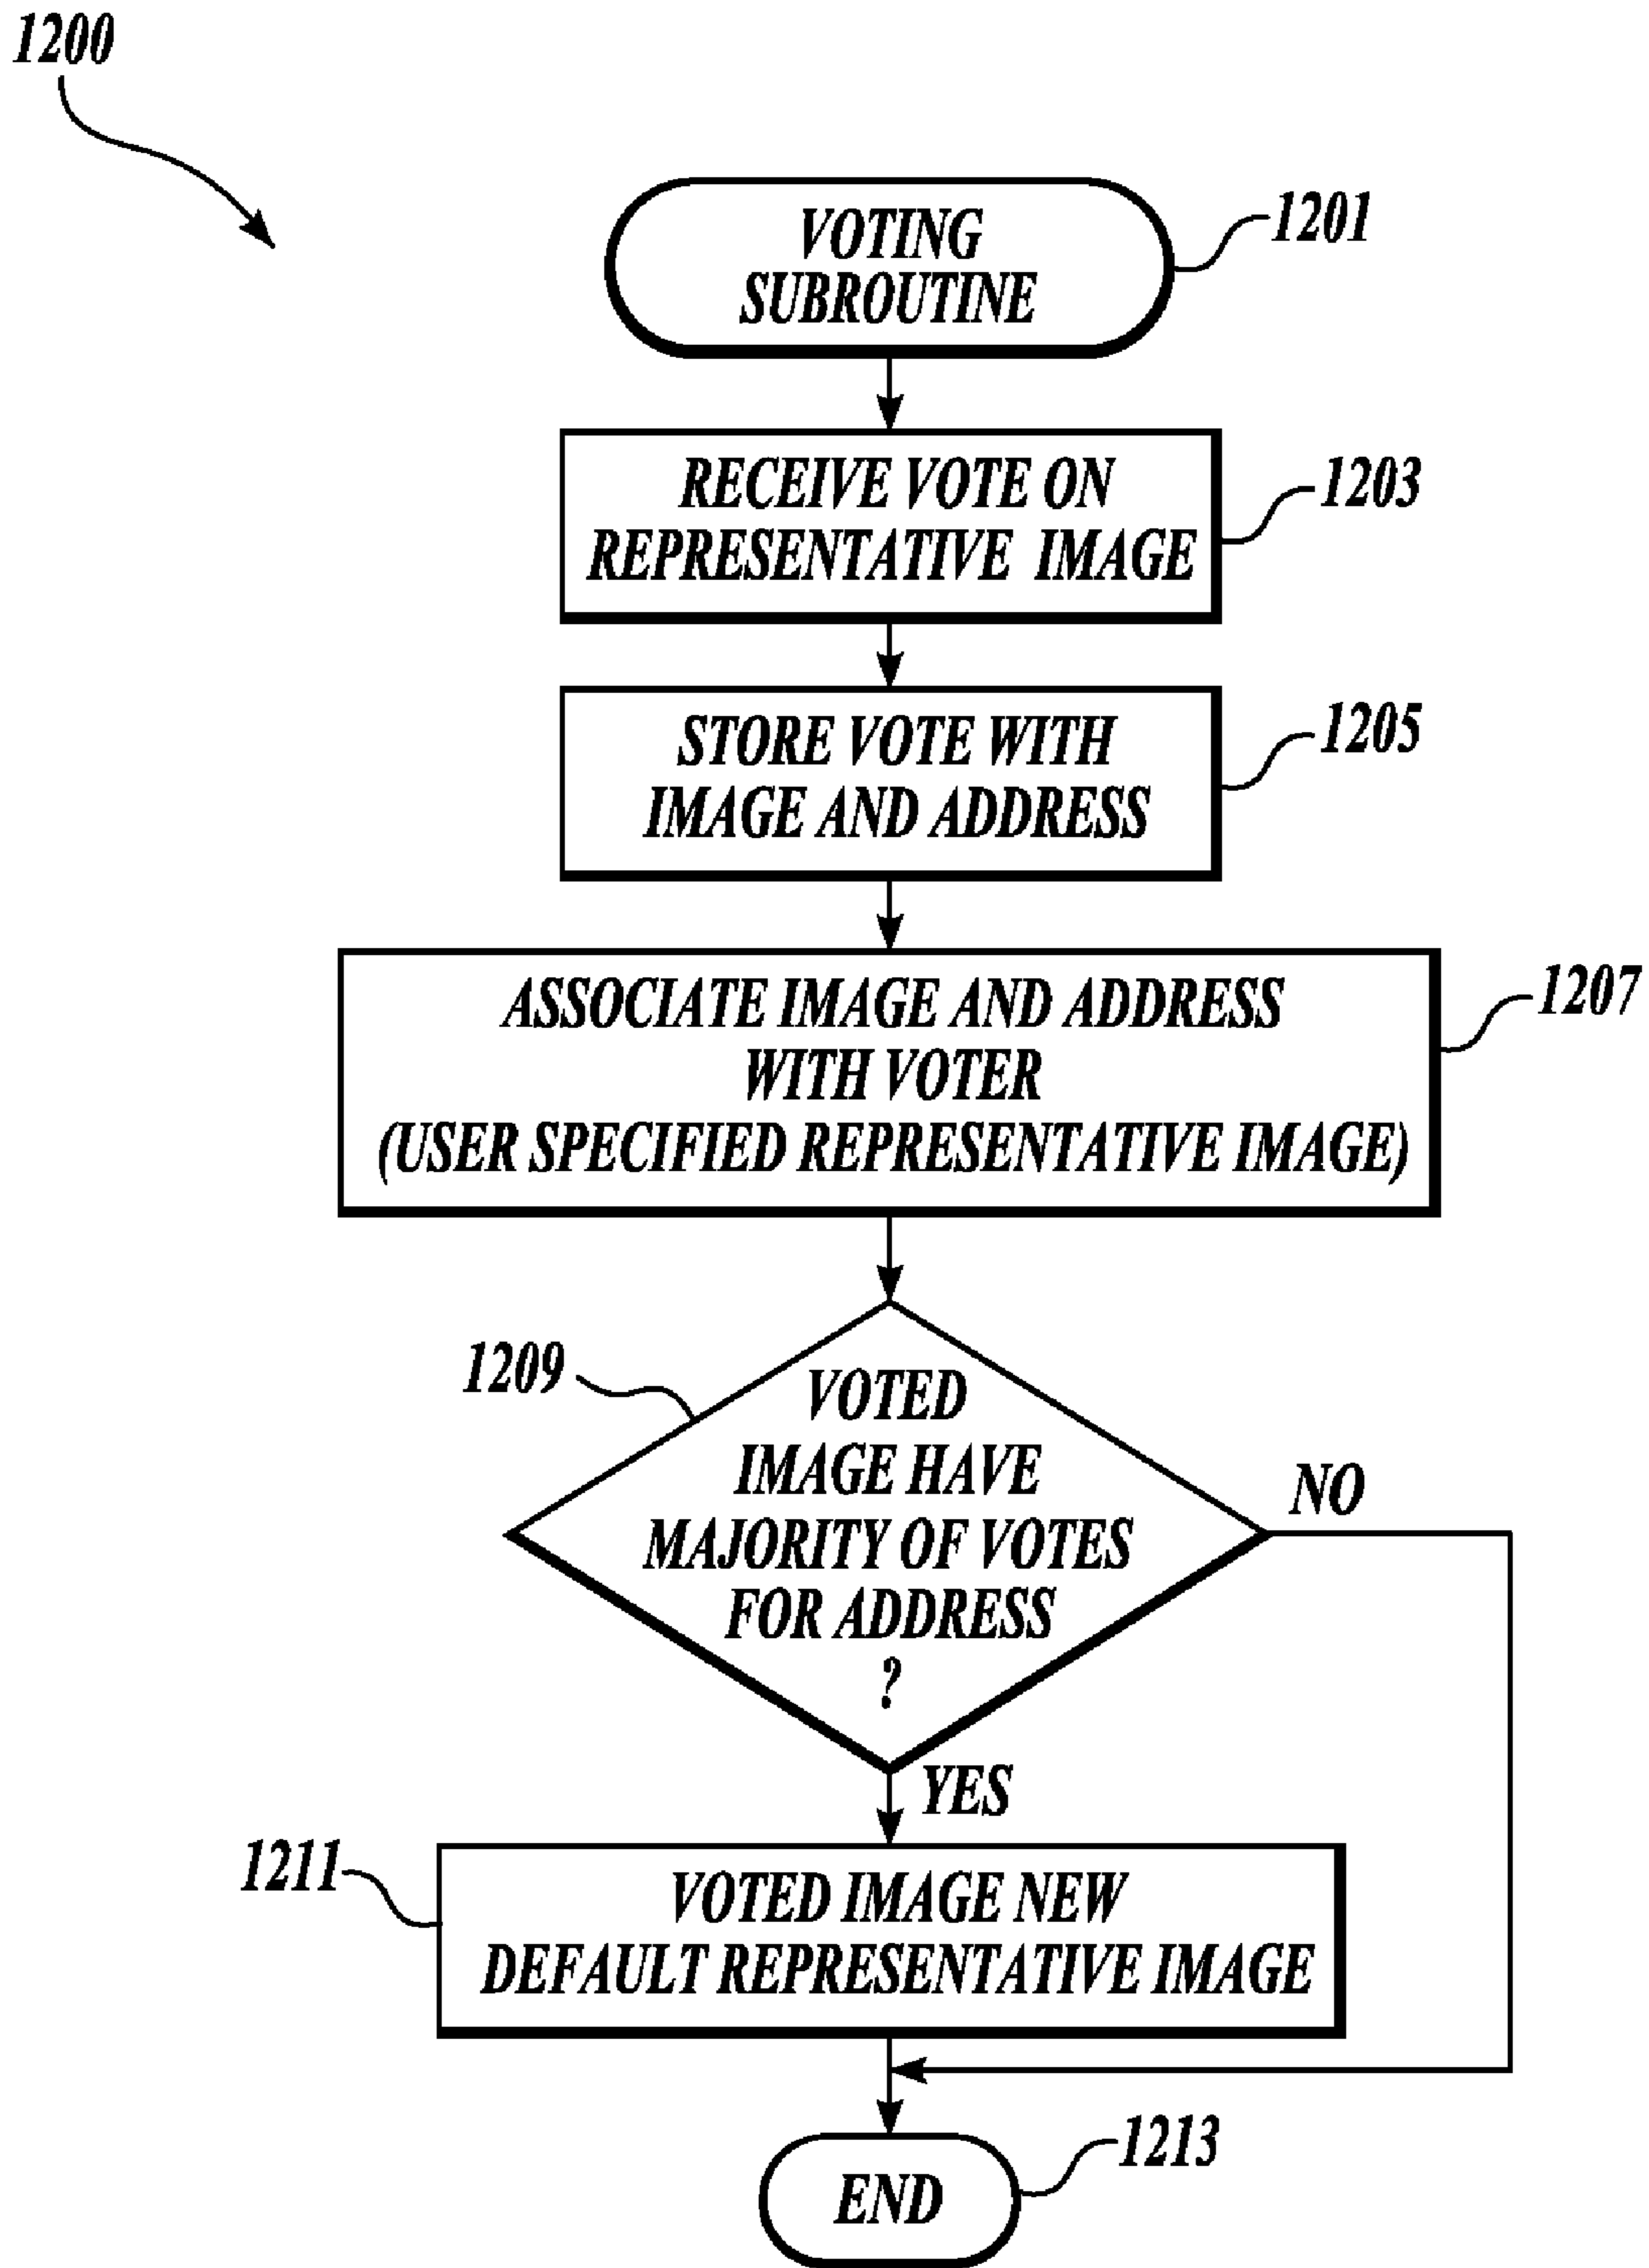 1200
VOTING
SUBROUTINE
1201
RECEIVE VOTE ON
REPRESENTATIVE IMAGE
1203
STORE VOTE WITH
IMAGE AND ADDRESS
1205
ASSOCIATE IMAGE AND ADDRESS
WITH VOTER
(USER SPECIFIED REPRESENTATIVE IMAGE)
1207
1209
VOTED
IMAGE HAVE
MAJORITY OF VOTES
FOR ADDRESS
?
NO
YES
1211
VOTED IMAGE NEW
DEFAULT REPRESENTATIVE IMAGE
END
1213